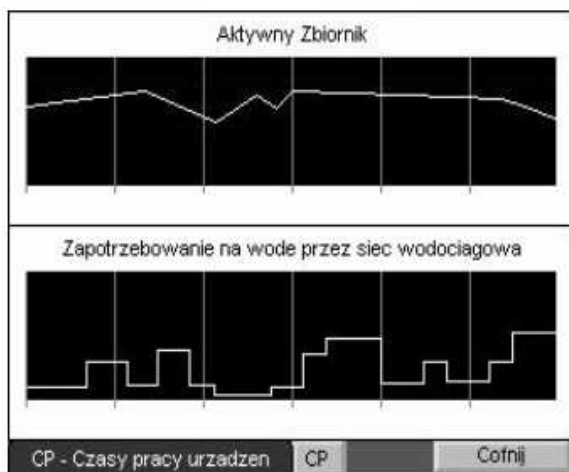 Aktywny Zbiornik
Zapotrzebowanie na wode przez siec wodociagowa
CP - Czasy pracy urzadzen
CP
Cofnij